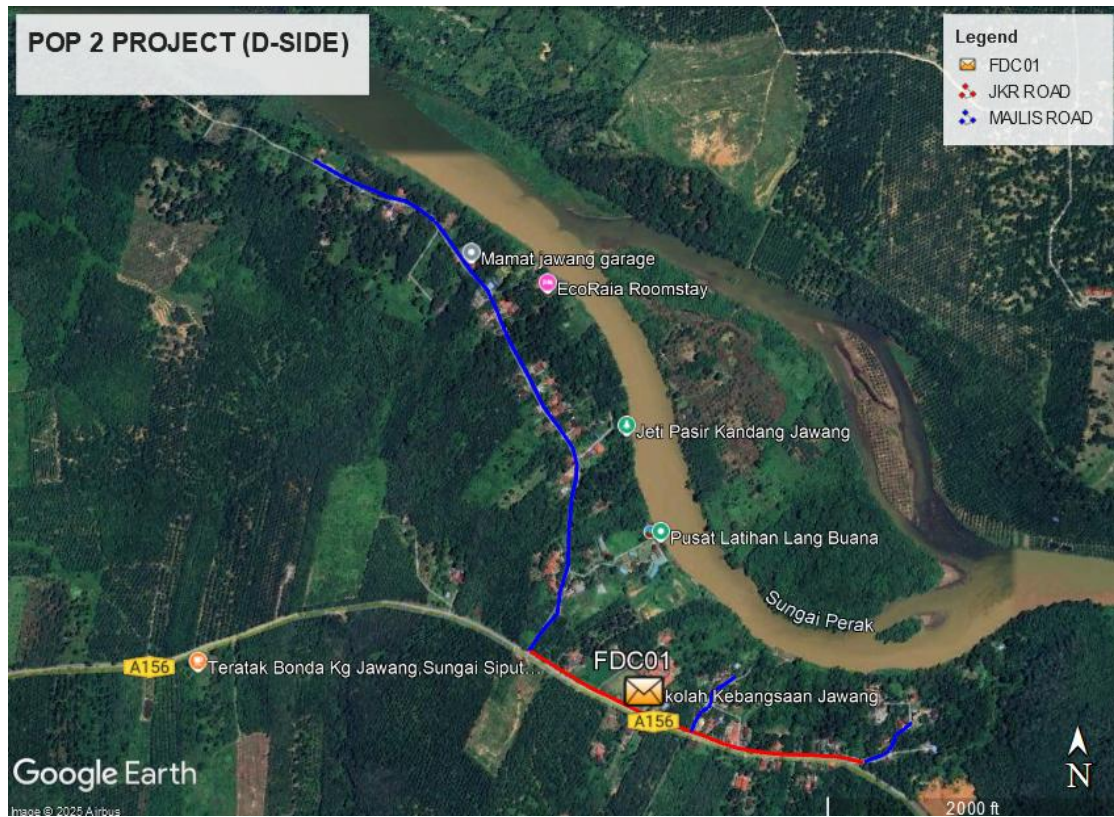 POP 2 PROJECT (D-SIDE)
Legend
FDC01
JKR ROAD
MAJLIS ROAD
Mamat jawang garage
EcoRaia Roomstay
Jeti Pasir Kandang Jawang
Pusat Latihan Lang Buana
Sungai Perak
A156
Teratak Bonda Kg Jawang,Sungai Siput...
FDC01
kolah Kebangsaan Jawang
A156
Google Earth
N
Image © 2025 Airbus
2000 ft